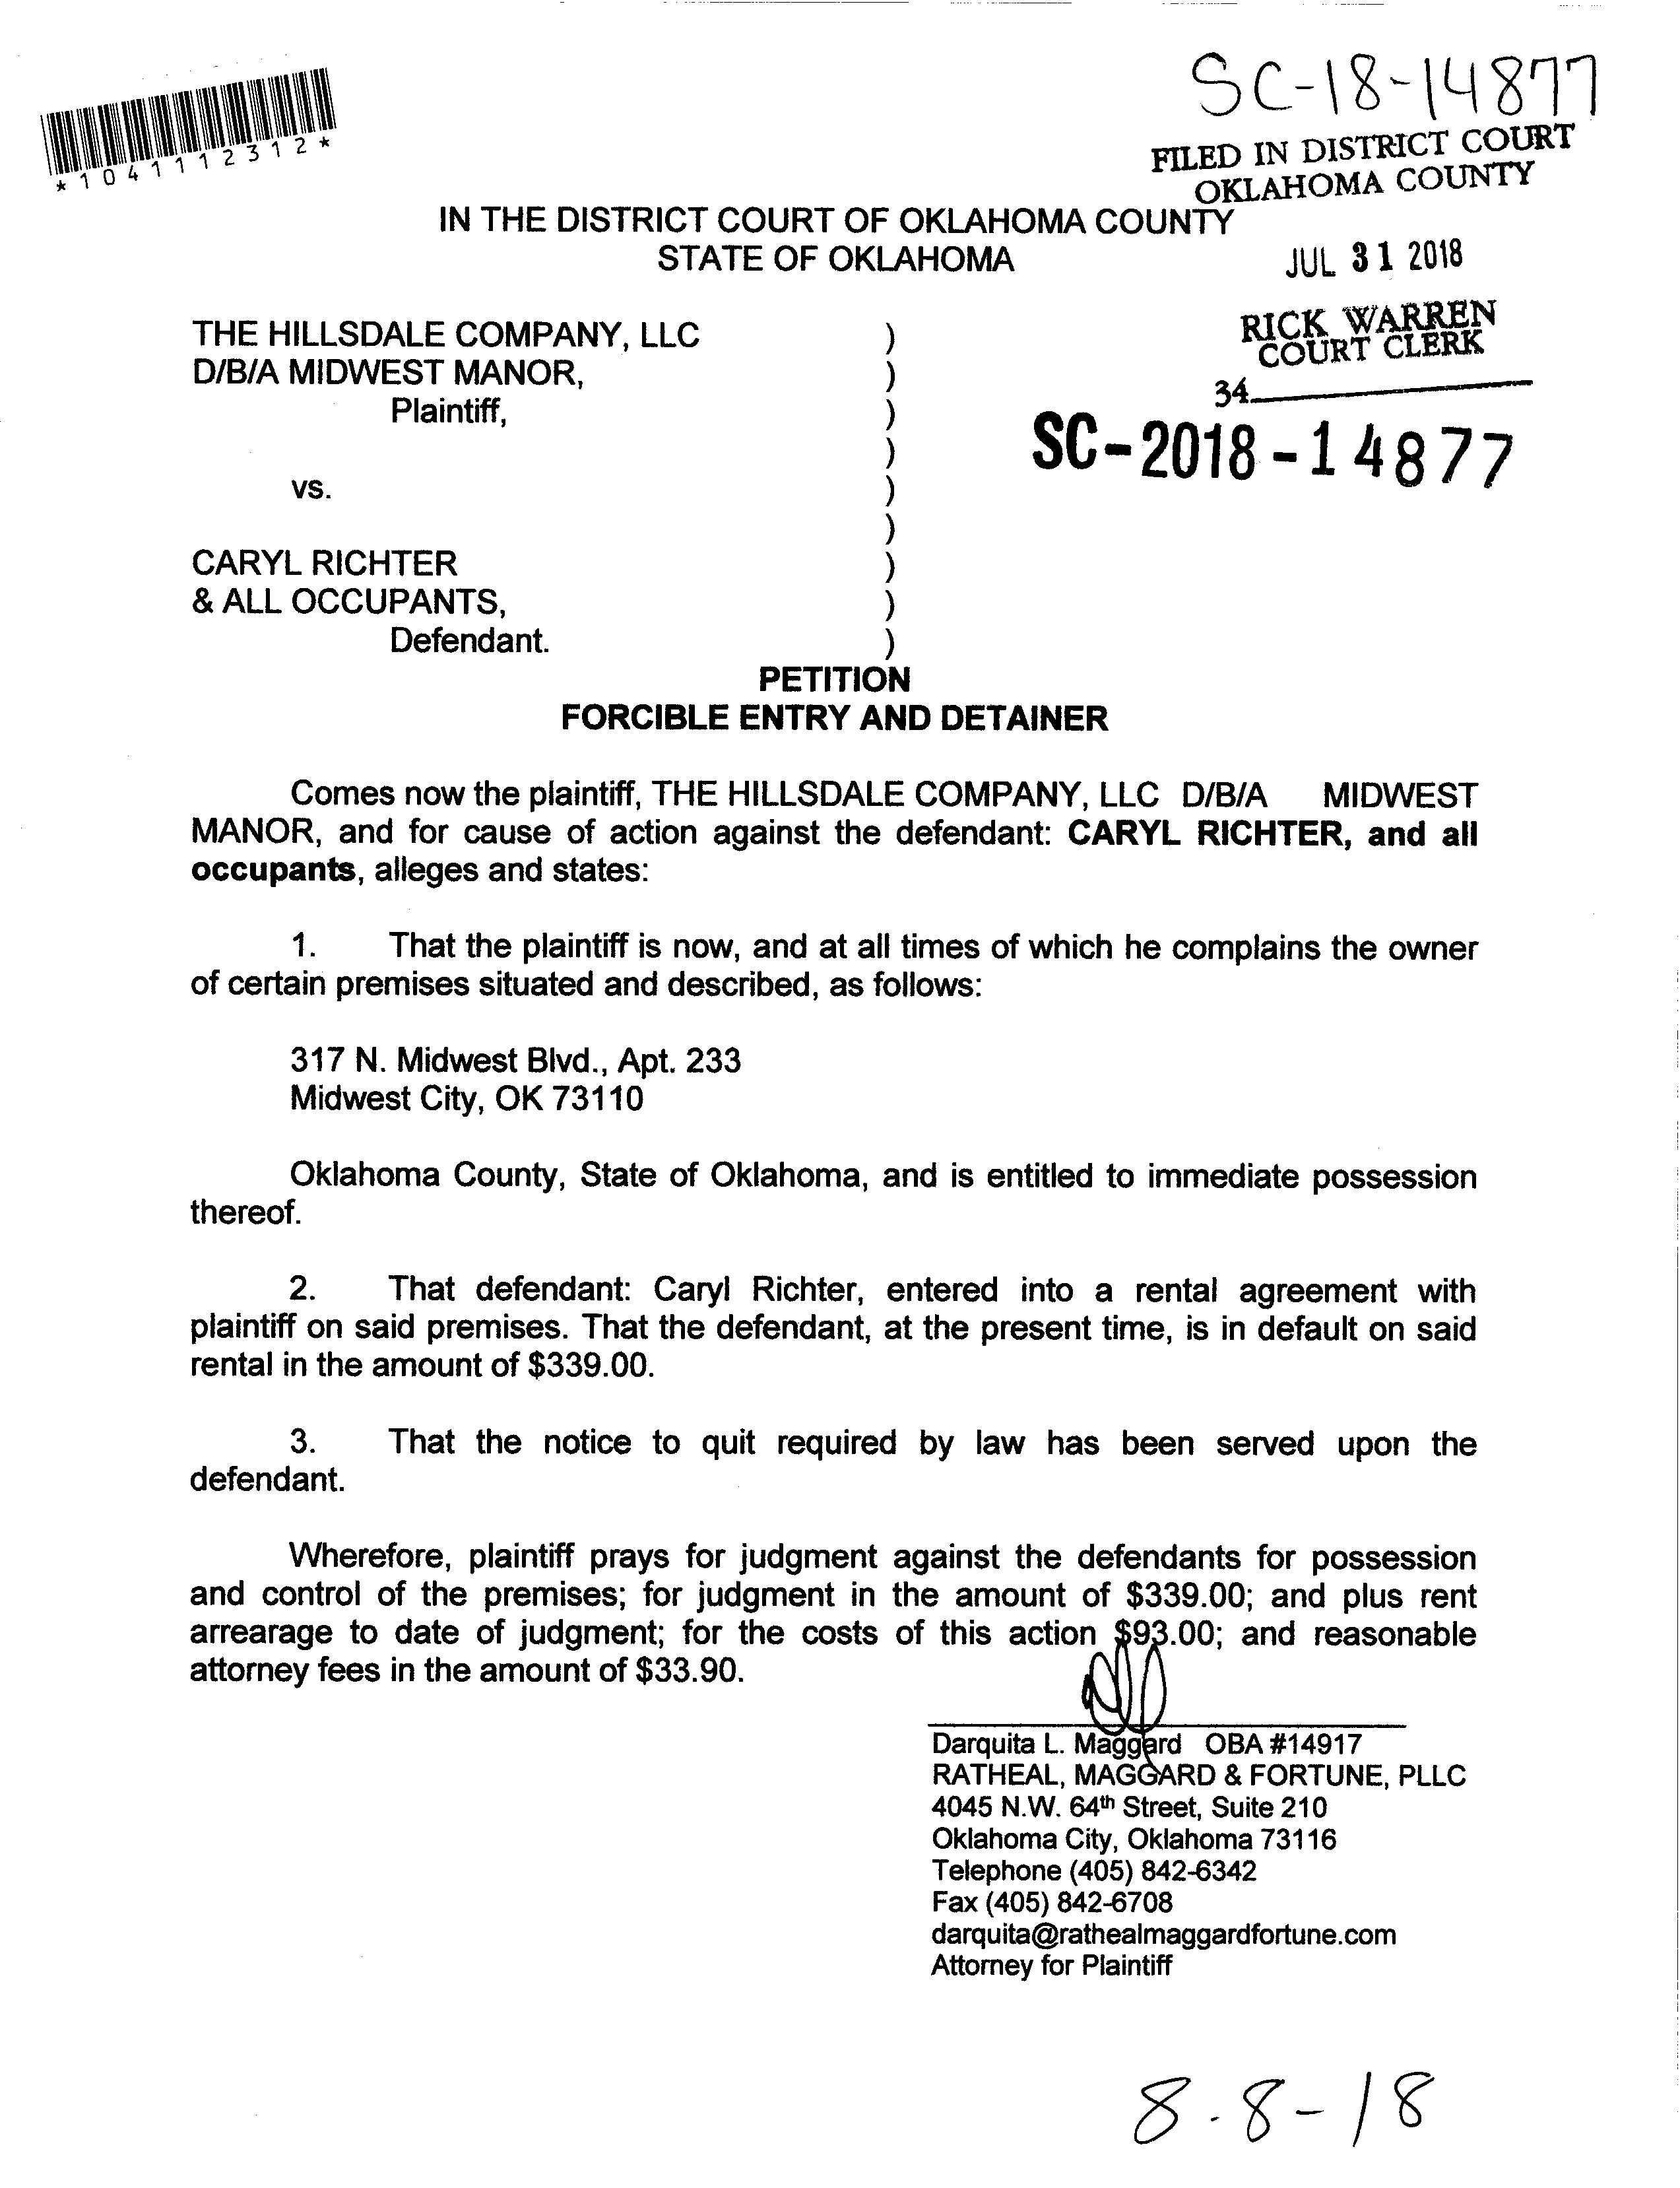 SC-18-14877
*1041112312*
FILED IN DISTRICT COURT
OKLAHOMA COUNTY
IN THE DISTRICT COURT OF OKLAHOMA COUNTY
STATE OF OKLAHOMA
JUL 31 2018
THE HILLSDALE COMPANY, LLC )
RICK WARREN
COURT CLERK
D/B/A MIDWEST MANOR, )
34
Plaintiff, )
)
SC-2018-14877
vs. )
)
CARYL RICHTER )
& ALL OCCUPANTS, )
Defendant. )
PETITION
FORCIBLE ENTRY AND DETAINER
Comes now the plaintiff, THE HILLSDALE COMPANY, LLC D/B/A MIDWEST
MANOR, and for cause of action against the defendant: CARYL RICHTER, and all
occupants, alleges and states:
1. That the plaintiff is now, and at all times of which he complains the owner
of certain premises situated and described, as follows:
317 N. Midwest Blvd., Apt. 233
Midwest City, OK 73110
Oklahoma County, State of Oklahoma, and is entitled to immediate possession
thereof.
2. That defendant: Caryl Richter, entered into a rental agreement with
plaintiff on said premises. That the defendant, at the present time, is in default on said
rental in the amount of $339.00.
3. That the notice to quit required by law has been served upon the
defendant.
Wherefore, plaintiff prays for judgment against the defendants for possession
and control of the premises; for judgment in the amount of $339.00; and plus rent
arrearage to date of judgment; for the costs of this action $93.00; and reasonable
attorney fees in the amount of $33.90.
Darquita L. Maggard OBA #14917
RATHEAL, MAGGARD & FORTUNE, PLLC
4045 N.W. 64th Street, Suite 210
Oklahoma City, Oklahoma 73116
Telephone (405) 842-6342
Fax (405) 842-6708
darquita@rathealmaggardfortune.com
Attorney for Plaintiff
8-8-18